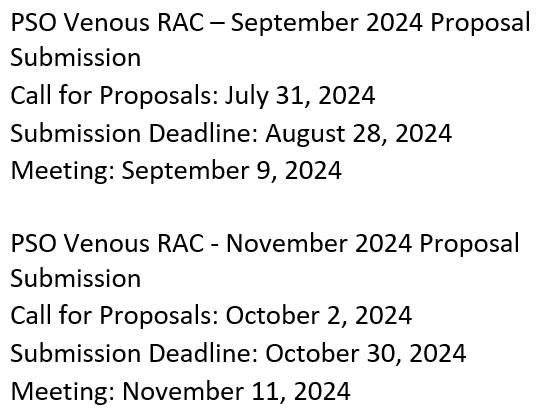 PSO Venous RAC – September 2024 Proposal
Submission
Call for Proposals: July 31, 2024
Submission Deadline: August 28, 2024
Meeting: September 9, 2024
PSO Venous RAC - November 2024 Proposal
Submission
Call for Proposals: October 2, 2024
Submission Deadline: October 30, 2024
Meeting: November 11, 2024